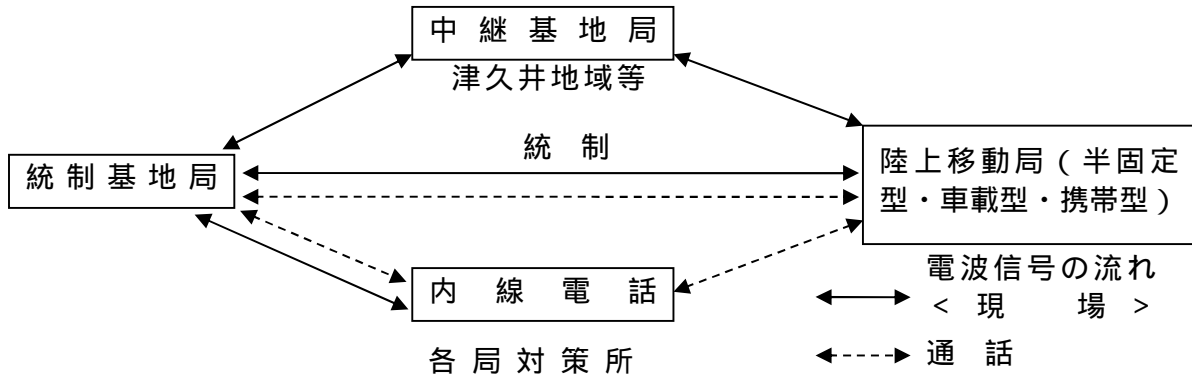 中継基地局
津久井地域等
統制
統制基地局
陸上移動局(半固定
型・車載型・携帯型)
内線電話
各局対策所
電波信号の流れ
<現場>
通話